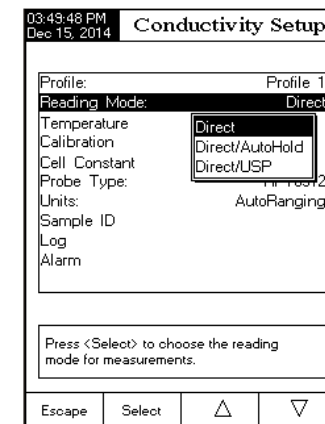 03:49:48 PM
Dec 15, 2014
Conductivity Setup
Profile: Profile 1
Reading Mode: Direct
Temperature
Direct
Calibration
Direct/AutoHold
Cell Constant
Direct/USP
Probe Type:
Units: AutoRanging
Sample ID
Log
Alarm
Press <Select> to choose the reading
mode for measurements.
Escape Select △ ▽